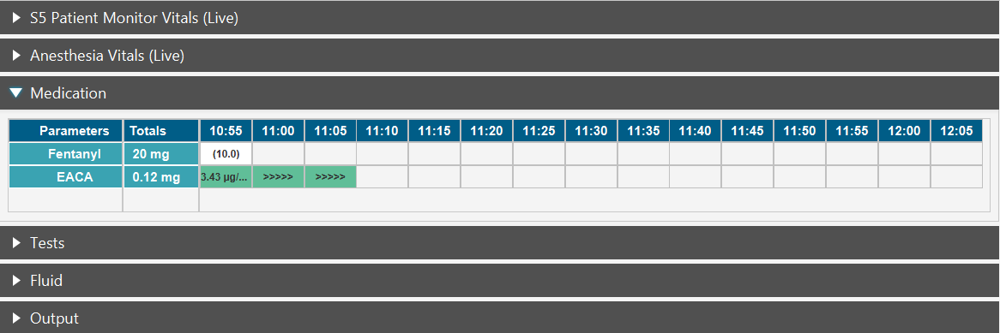 S5 Patient Monitor Vitals (Live)
Anesthesia Vitals (Live)
Medication
Parameters Totals 10:55 11:00 11:05 11:10 11:15 11:20 11:25 11:30 11:35 11:40 11:45 11:50 11:55 12:00 12:05
Fentanyl 20 mg (10.0)
EACA 0.12 mg 3.43 µg/... >>>>> >>>>>
Tests
Fluid
Output